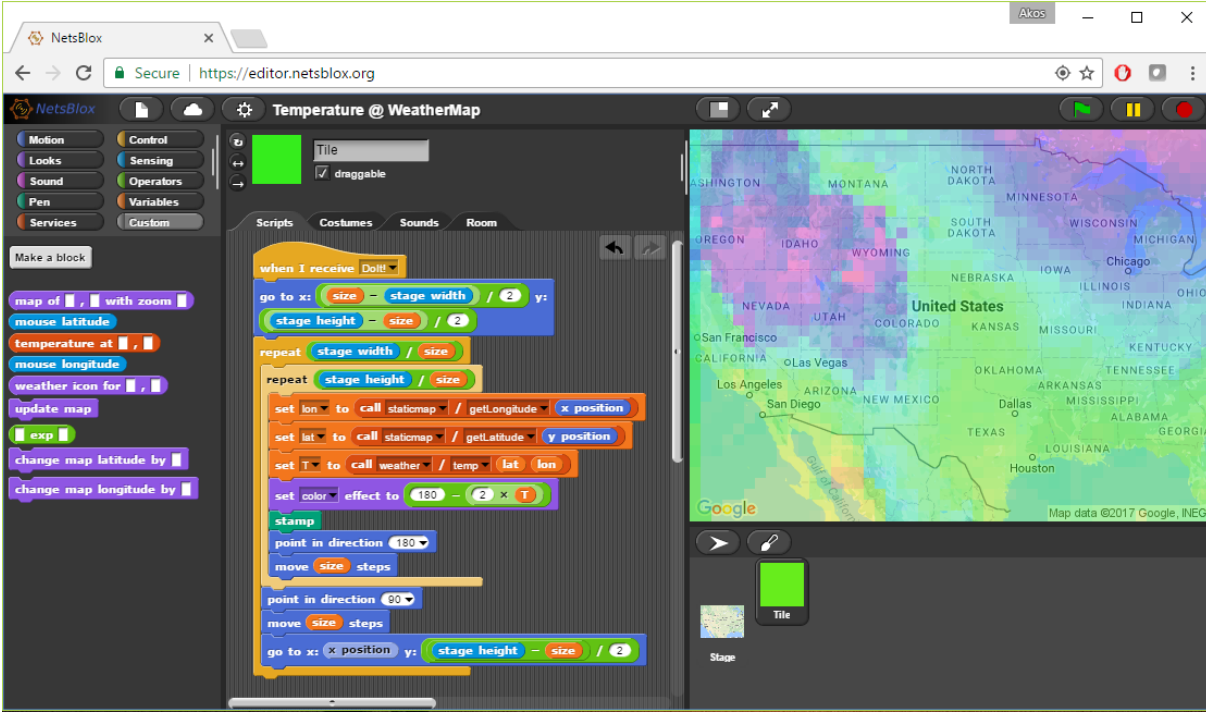 Akos
NetsBlox
Secure https://editor.netsblox.org
NetsBlox
Temperature @ WeatherMap
Motion Control
Looks Sensing
Sound Operators
Pen Variables
Services Custom
Make a block
map of , with zoom
mouse latitude
temperature at ,
mouse longitude
weather icon for ,
update map
exp
change map latitude by
change map longitude by
Tile
draggable
Scripts Costumes Sounds Room
when I receive DoIt!
go to x: size - stage width / 2 y:
stage height - size / 2
repeat stage width / size
repeat stage height / size
set lon to call staticmap / getLongitude x position
set lat to call staticmap / getLatitude y position
set T to call weather / temp lat lon
set color effect to 180 - 2 × T
stamp
point in direction 180
move size steps
point in direction 90
move size steps
go to x: x position y: stage height - size / 2
ASHINGTON
MONTANA
NORTH
DAKOTA
MINNESOTA
OREGON
IDAHO
WYOMING
SOUTH
DAKOTA
WISCONSIN
MICHIGAN
Chicago
NEBRASKA
IOWA
ILLINOIS
OHIO
INDIANA
NEVADA
UTAH
COLORADO
United States
KANSAS
MISSOURI
San Francisco
KENTUCKY
CALIFORNIA
Las Vegas
OKLAHOMA
TENNESSEE
Los Angeles
ARIZONA
NEW MEXICO
ARKANSAS
San Diego
Dallas
MISSISSIPPI
ALABAMA
TEXAS
GEORGIA
LOUISIANA
Houston
Gulf of California
Google
Map data ©2017 Google, INEG
Stage
Tile